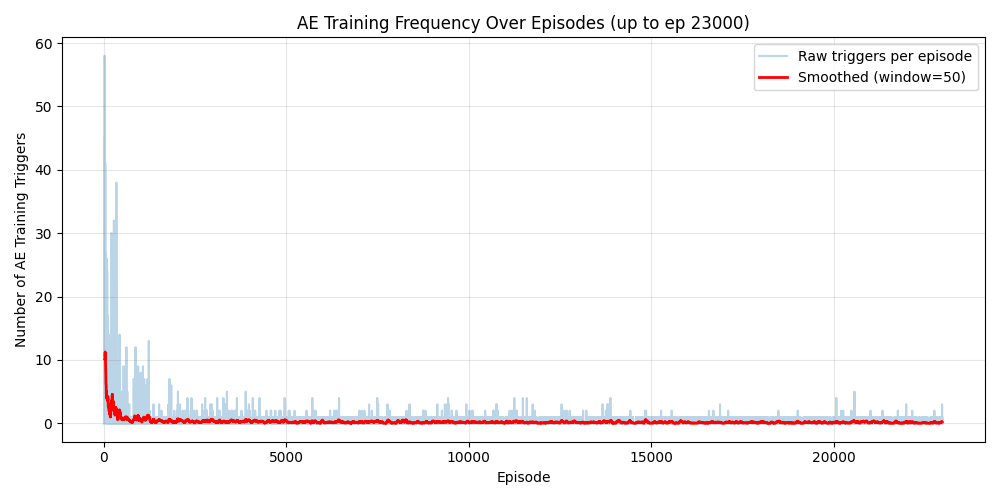 AE Training Frequency Over Episodes (up to ep 23000)
Raw triggers per episode
Smoothed (window=50)
Number of AE Training Triggers
60
50
40
30
20
10
0
0 5000 10000 15000 20000
Episode